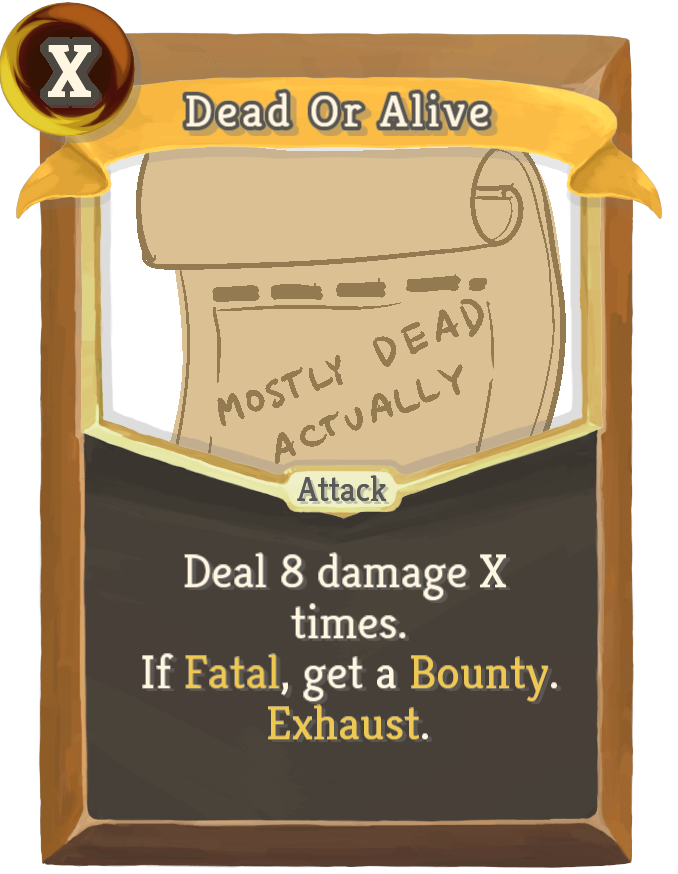 X
Dead Or Alive
MOSTLY DEAD
ACTUALLY
Attack
Deal 8 damage X
times.
If Fatal, get a Bounty.
Exhaust.